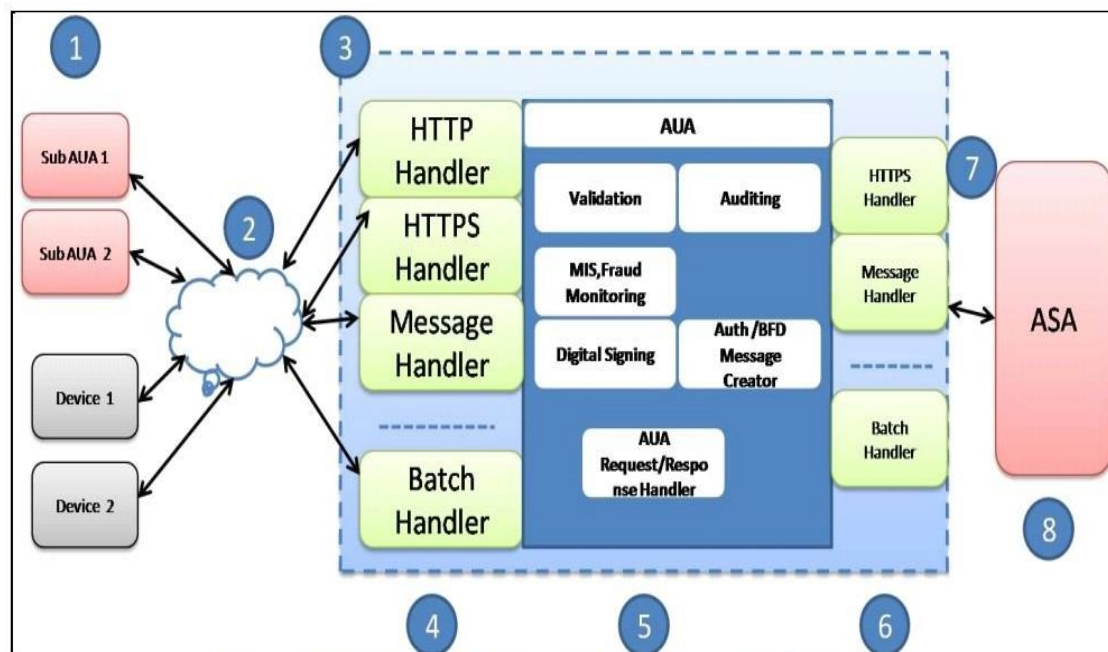 1
Sub AUA 1
Sub AUA 2
Device 1
Device 2
2
3
HTTP
Handler
HTTPS
Handler
Message
Handler
Batch
Handler
4
AUA
Validation
Auditing
MIS,Fraud
Monitoring
Digital Signing
Auth /BFD
Message
Creator
AUA
Request/Respo
nse Handler
5
HTTPS
Handler
Message
Handler
Batch
Handler
6
7
ASA
8